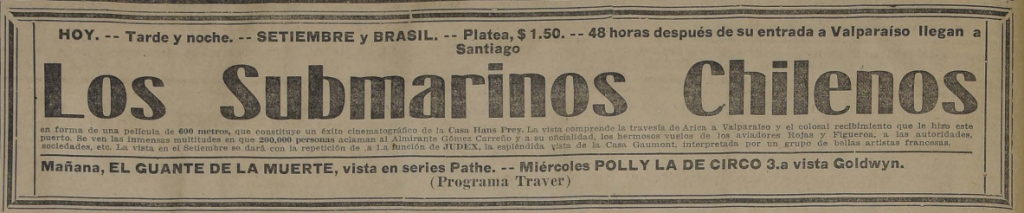 HOY. -- Tarde y noche. -- SETIEMBRE y BRASIL. -- Platea, $ 1.50. -- 48 horas después de su entrada a Valparaíso llegan a
Santiago
Los Submarinos Chilenos
en forma de una película de 600 metros, que constituye un éxito cinematográfico de la Casa Hans Frey. La vista comprende la travesía de Arica a Valparaíso y el colosal recibimiento que le hizo este
puerto. Se ven las inmensas multitudes en que 200,000 personas aclaman al Almirante Gómez Carreño y a su oficialidad, los hermosos vuelos de los aviadores Rojas y Figueroa, a las autoridades,
sociedades, etc. La vista en el Setiembre se dará con la repetición de .a La función de JUDEX, la espléndida vista de la Casa Gaumont, interpretada por un grupo de bellas artistas francesas.
Mañana, EL GUANTE DE LA MUERTE, vista en series Pathe. -- Miércoles POLLY LA DE CIRCO 3.a vista Goldwyn.
(Programa Traver)